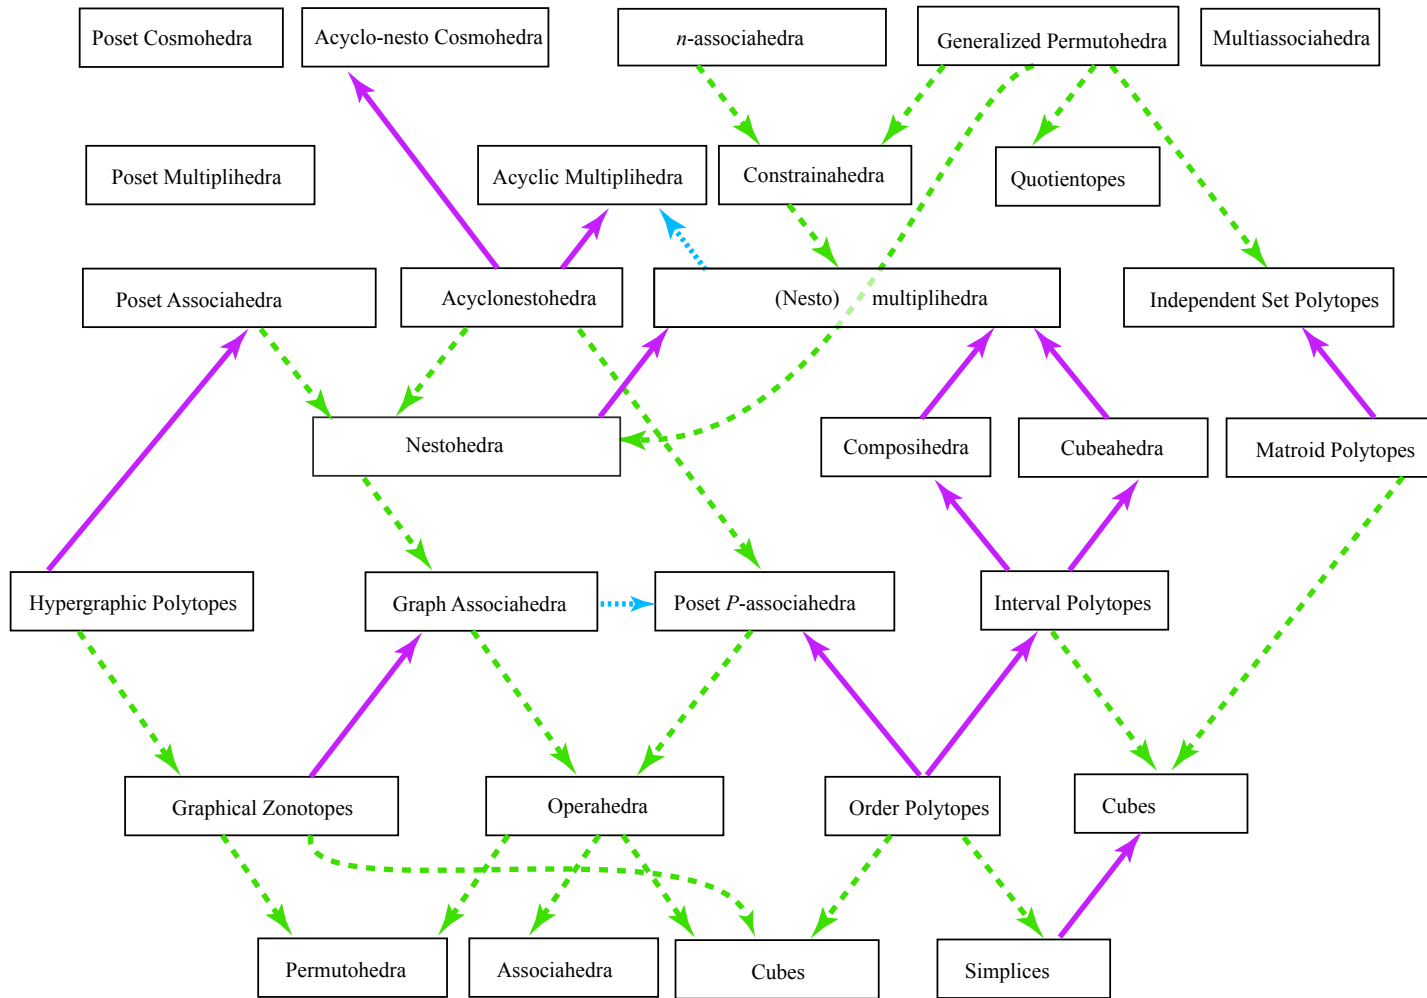 Poset Cosmohedra
Acyclo-nesto Cosmohedra
n-associahedra
Generalized Permutohedra
Multiassociahedra
Poset Multiplihedra
Acyclic Multiplihedra
Constrainahedra
Quotientopes
Poset Associahedra
Acyclonestohedra
(Nesto) multiplihedra
Independent Set Polytopes
Nestohedra
Composihedra
Cubeahedra
Matroid Polytopes
Hypergraphic Polytopes
Graph Associahedra
Poset P-associahedra
Interval Polytopes
Graphical Zonotopes
Operahedra
Order Polytopes
Cubes
Permutohedra
Associahedra
Cubes
Simplices